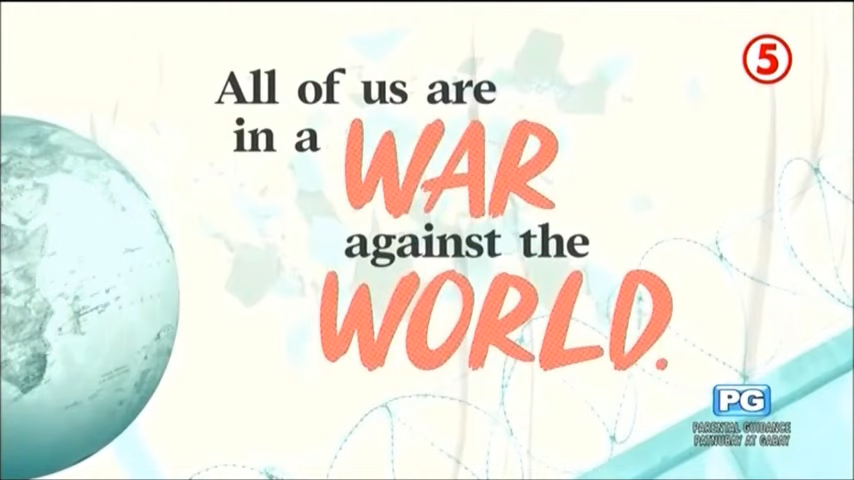 5
All of us are
in a WAR
against the
WORLD.
PG
PARENTAL GUIDANCE
PATNUBAY AT GABAY